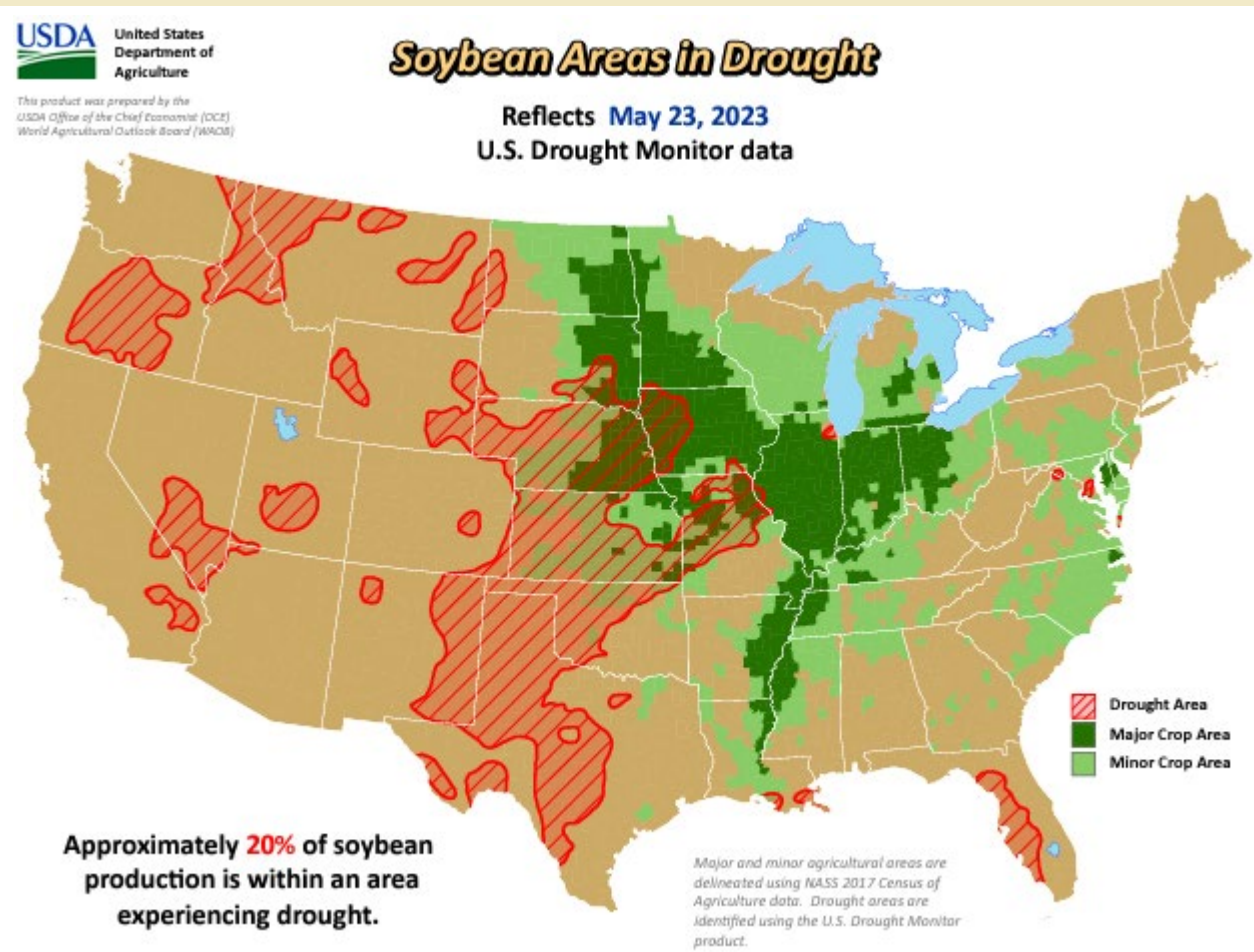 USDA
United States
Department of
Agriculture
This product was prepared by the
USDA Office of the Chief Economist (OCE)
World Agricultural Outlook Board (WAOB)
Soybean Areas in Drought
Reflects May 23, 2023
U.S. Drought Monitor data
Drought Area
Major Crop Area
Minor Crop Area
Approximately 20% of soybean
production is within an area
experiencing drought.
Major and minor agricultural areas are
delineated using NASS 2017 Census of
Agriculture data. Drought areas are
identified using the U.S. Drought Monitor
product.